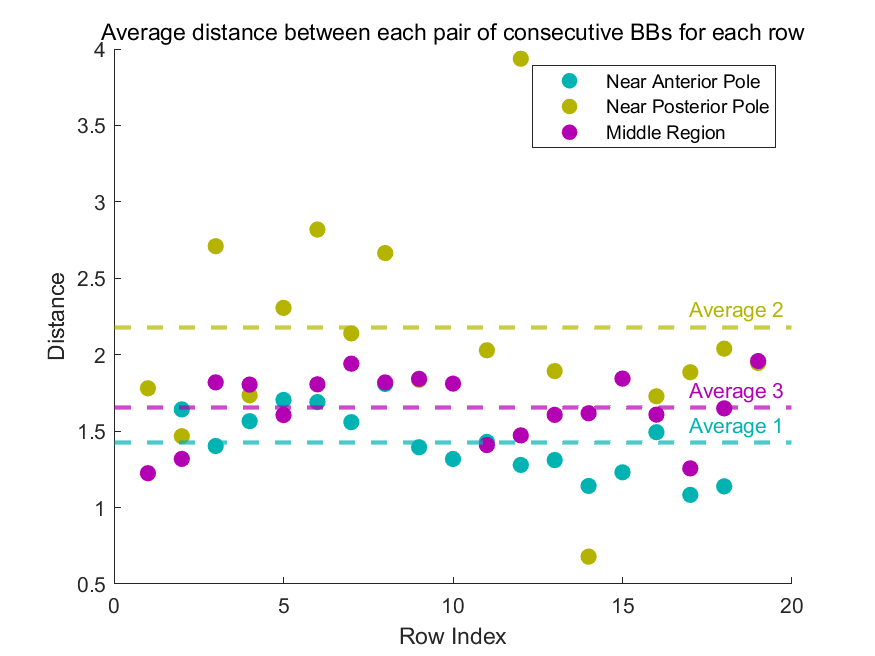 Average distance between each pair of consecutive BBs for each row
4
3.5
3
2.5
2
1.5
1
0.5
Distance
Near Anterior Pole
Near Posterior Pole
Middle Region
Average 2
Average 3
Average 1
0
5
10
15
20
Row Index